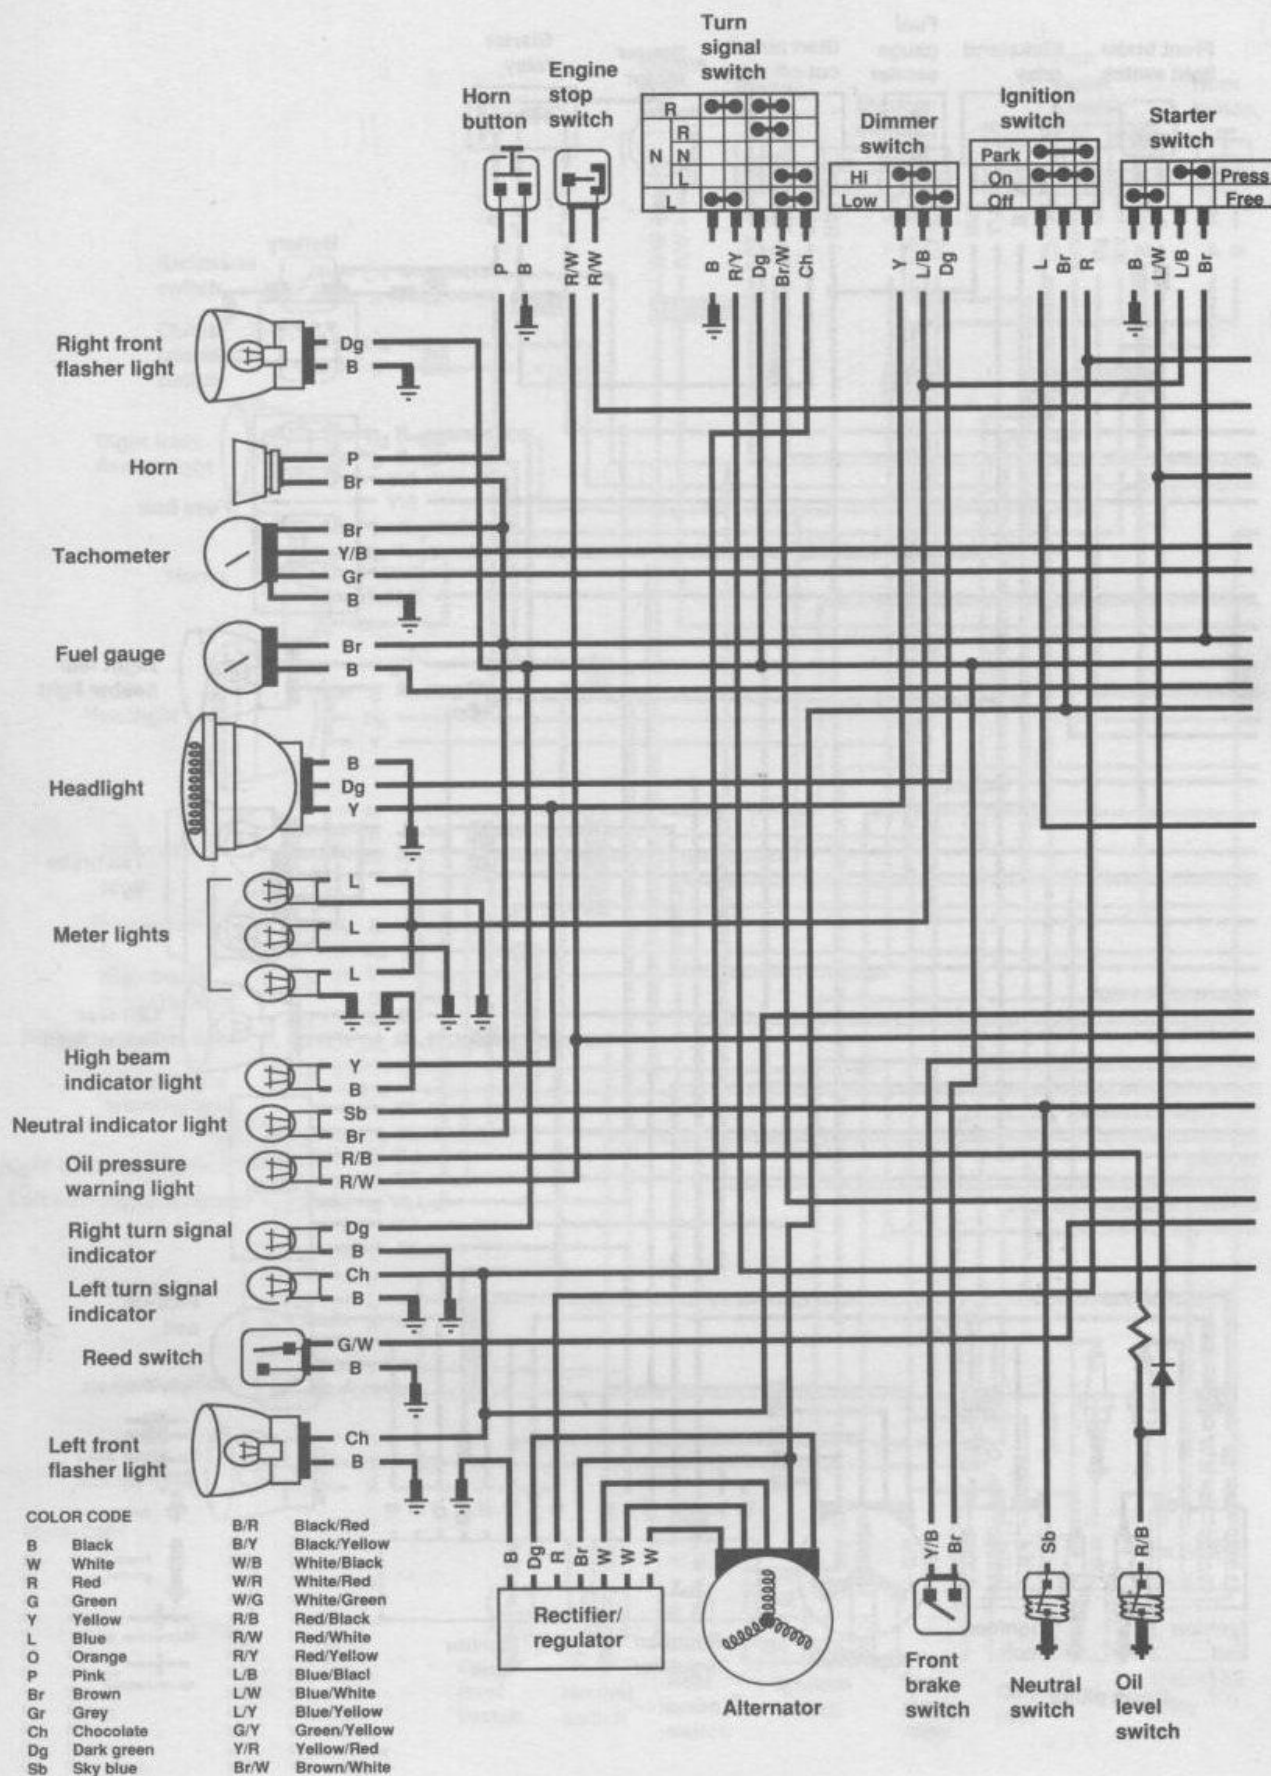 Turn
signal
switch
Engine
stop
switch
Horn
button
Ignition
switch
Starter
switch
Dimmer
switch
R
R
N
N
L
L
Hi
Low
Park
On
Off
Press
Free
P
B
R/W
R/W
B
R/Y
Dg
Br/W
Ch
Y
L/B
Dg
L
Br
R
B
L/W
L/B
Br
Right front
flasher light
Dg
B
Horn
P
Br
Tachometer
Br
Y/B
Gr
B
Fuel gauge
Br
B
Headlight
B
Dg
Y
Meter lights
L
L
L
High beam
indicator light
Y
B
Neutral indicator light
Sb
Br
Oil pressure
warning light
R/B
R/W
Right turn signal
indicator
Dg
B
Left turn signal
indicator
Ch
B
Reed switch
G/W
B
Left front
flasher light
Ch
B
B
Dg
R
Br
W
W
W
Rectifier/
regulator
Alternator
Y/B
Br
Front
brake
switch
Sb
Neutral
switch
R/B
Oil
level
switch
COLOR CODE
B Black
W White
R Red
G Green
Y Yellow
L Blue
O Orange
P Pink
Br Brown
Gr Grey
Ch Chocolate
Dg Dark green
Sb Sky blue
B/R Black/Red
B/Y Black/Yellow
W/B White/Black
W/R White/Red
W/G White/Green
R/B Red/Black
R/W Red/White
R/Y Red/Yellow
L/B Blue/Blacl
L/W Blue/White
L/Y Blue/Yellow
G/Y Green/Yellow
Y/R Yellow/Red
Br/W Brown/White